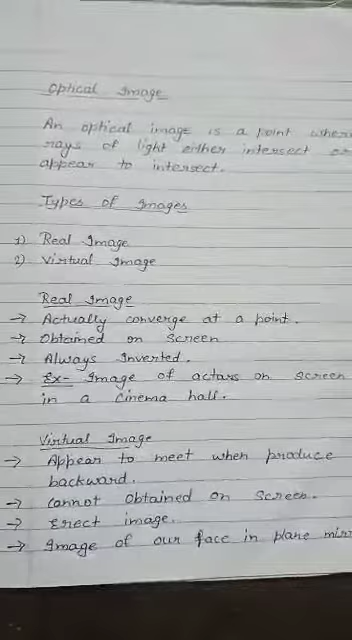 Optical Image
An optical image is a point where
rays of light either intersect or
appear to intersect.
Types of Images
1) Real Image
2) Virtual Image
Real Image
→ Actually converge at a point.
→ Obtained on screen
→ Always Inverted.
→ Ex- Image of actars on screen
in a cinema hall.
Virtual Image
→ Appear to meet when produce
backward.
→ Cannot Obtained on screen.
→ Erect image.
→ Image of our face in plane mirr